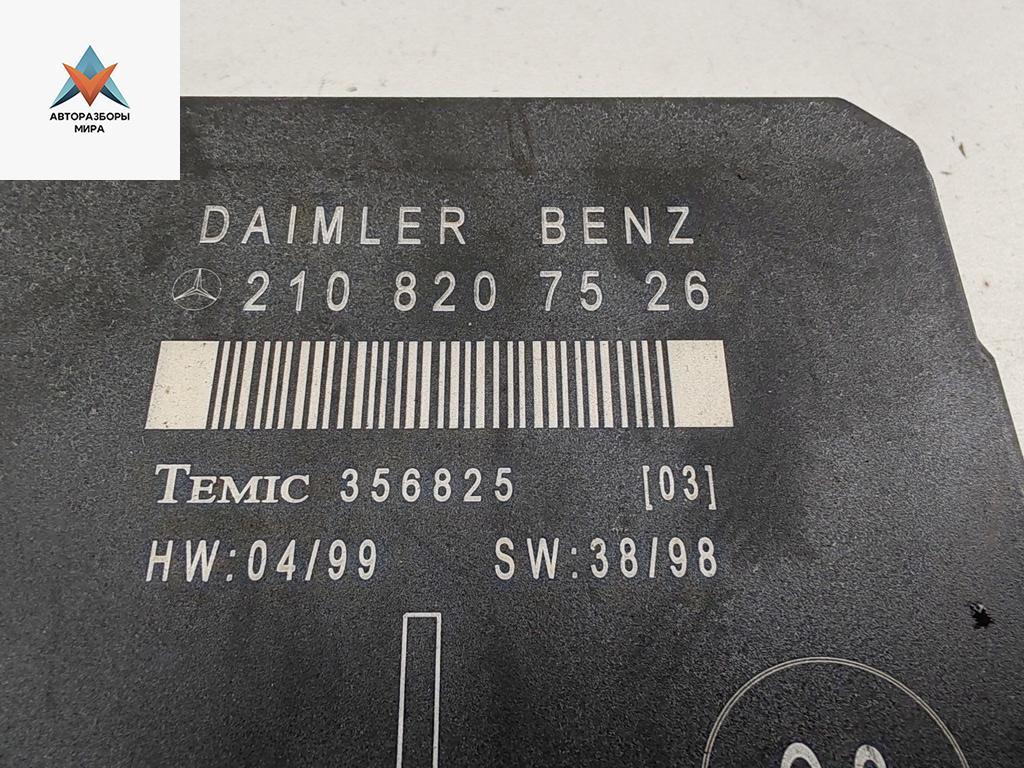 АВТОРАЗБОРЫ
МИРА
DAIMLER BENZ
210 820 75 26
TEMIC 356825 [03]
HW:04/99 SW:38/98